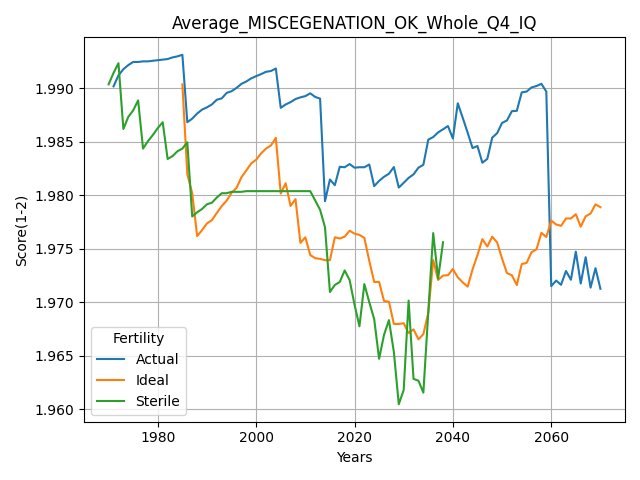 Average_MISCEGENATION_OK_Whole_Q4_IQ
Score(1-2)
1.990
1.985
1.980
1.975
1.970
1.965
1.960
Fertility
Actual
Ideal
Sterile
1980
2000
2020
2040
2060
Years